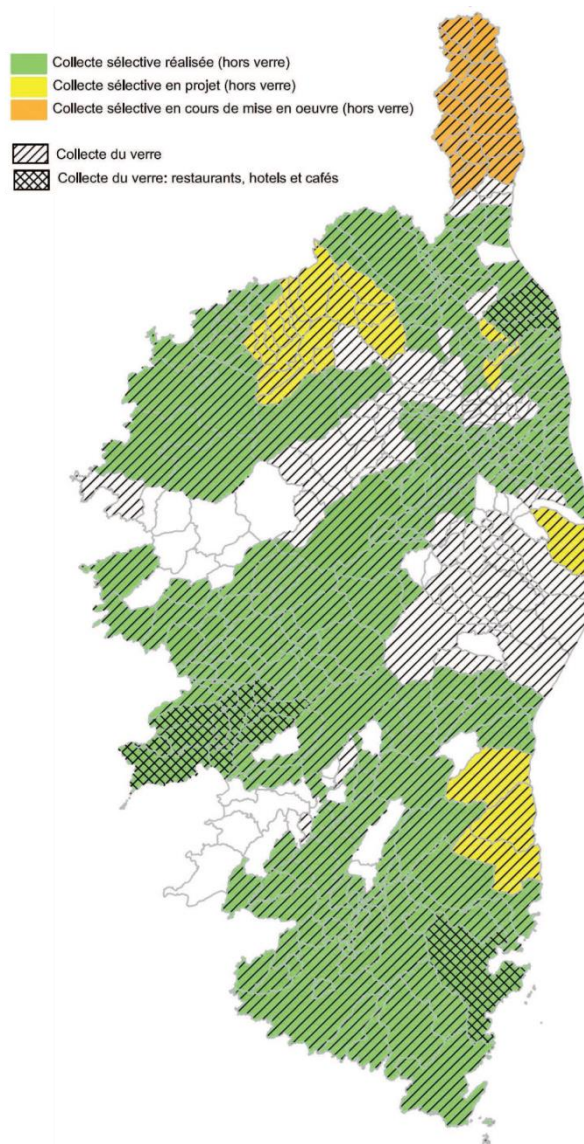 Collecte sélective réalisée (hors verre)
Collecte sélective en projet (hors verre)
Collecte sélective en cours de mise en oeuvre (hors verre)
Collecte du verre
Collecte du verre: restaurants, hotels et cafés